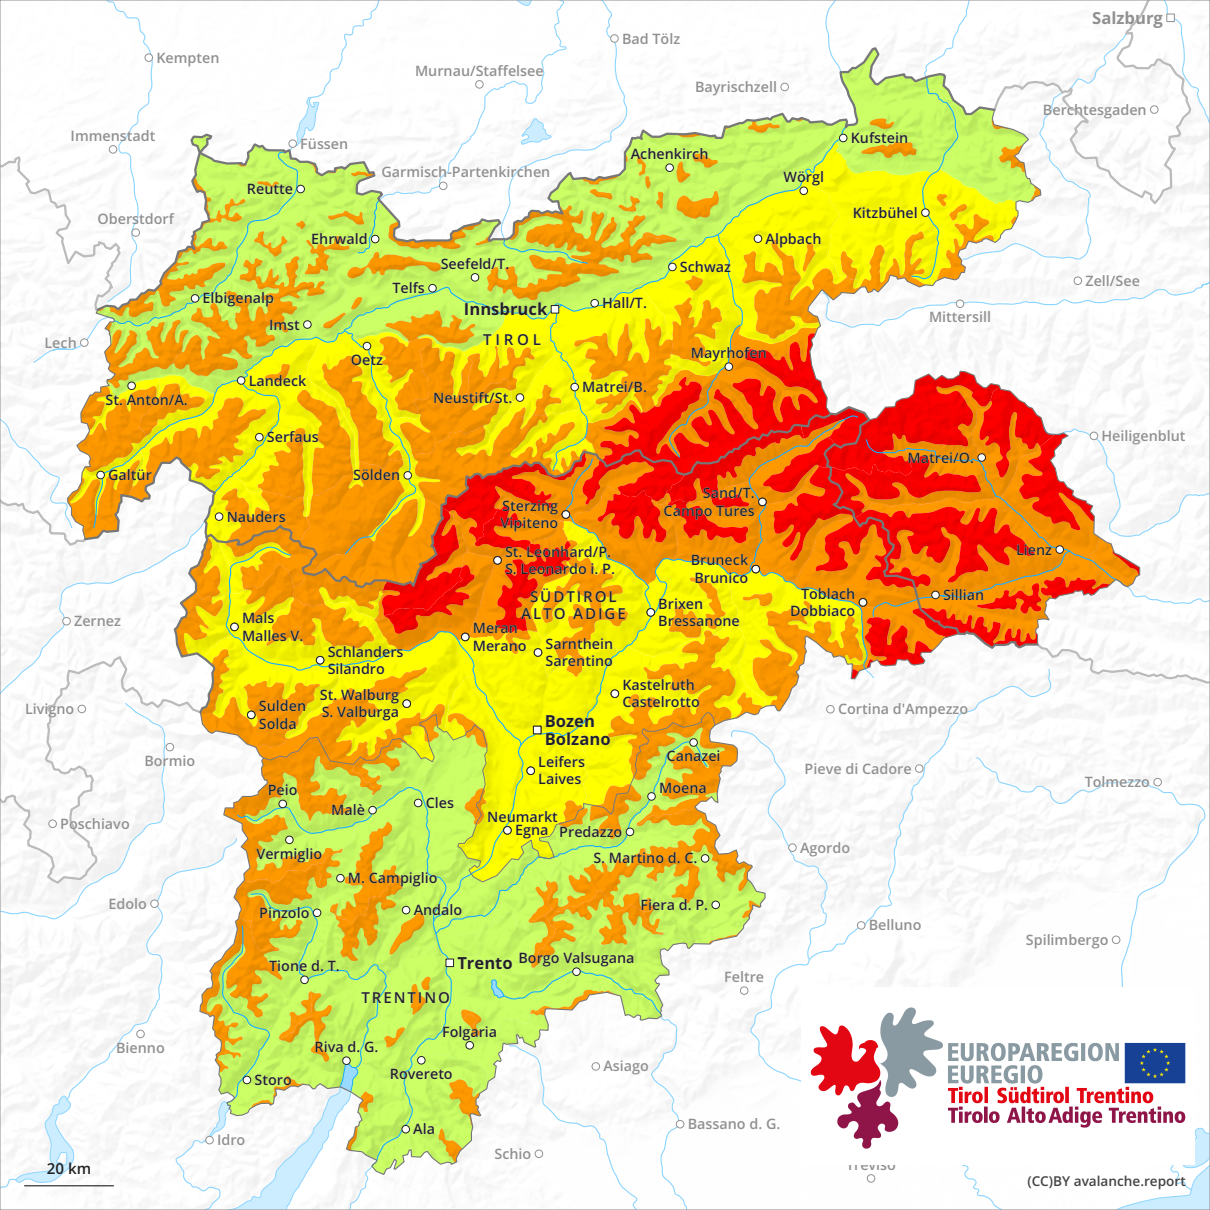 Salzburg
Bad Tölz
Kempten
Murnau/Staffelsee
Bayrischzell
Berchtesgaden
Immenstadt
Füssen
Kufstein
Achenkirch
Garmisch-Partenkirchen
Wörgl
Reutte
Oberstdorf
Kitzbühel
Ehrwald
Alpbach
Seefeld/T.
Schwaz
Zell/See
Telfs
Elbigenalp
Innsbruck
Hall/T.
Mittersill
Imst
TIROL
Lech
Oetz
Mayrhofen
Landeck
Matrei/B.
St. Anton/A.
Neustift/St.
Serfaus
Heiligenblut
Matrei/O.
Galtür
Sölden
Sand/T.
Campo Tures
Sterzing
Vipiteno
Nauders
St. Leonhard/P.
S. Leonardo i. P.
Lienz
Bruneck
Brunico
SÜDTIROL
ALTO ADIGE
Toblach
Dobbiaco
Sillian
Brixen
Bressanone
Zernez
Mals
Malles V.
Meran
Merano
Sarnthein
Sarentino
Schlanders
Silandro
Kastelruth
Castelrotto
St. Walburg
S. Valburga
Livigno
Sulden
Solda
Cortina d'Ampezzo
Bozen
Bolzano
Bormio
Canazei
Leifers
Laives
Pieve di Cadore
Tolmezzo
Peio
Moena
Malè
Cles
Neumarkt
Egna
Predazzo
Poschiavo
Vermiglio
S. Martino d. C.
Agordo
M. Campiglio
Edolo
Pinzolo
Andalo
Fiera d. P.
Belluno
Spilimbergo
Tione d. T.
Trento
Borgo Valsugana
Feltre
TRENTINO
Folgaria
Bienno
Riva d. G.
Rovereto
Asiago
Storo
EUROPAREGION
EUREGIO
Tirol Südtirol Trentino
Tirolo Alto Adige Trentino
Ala
Bassano d. G.
Idro
Schio
Treviso
20 km
(CC)BY avalanche.report